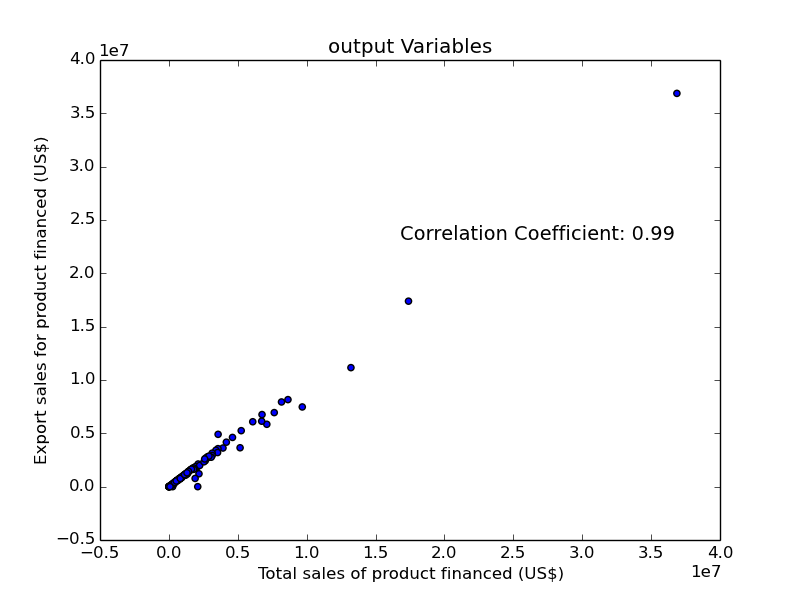 output Variables
1e7
4.0
3.5
3.0
2.5
2.0
1.5
1.0
0.5
0.0
−0.5
Export sales for product financed (US$)
Correlation Coefficient: 0.99
−0.5 0.0 0.5 1.0 1.5 2.0 2.5 3.0 3.5 4.0
1e7
Total sales of product financed (US$)